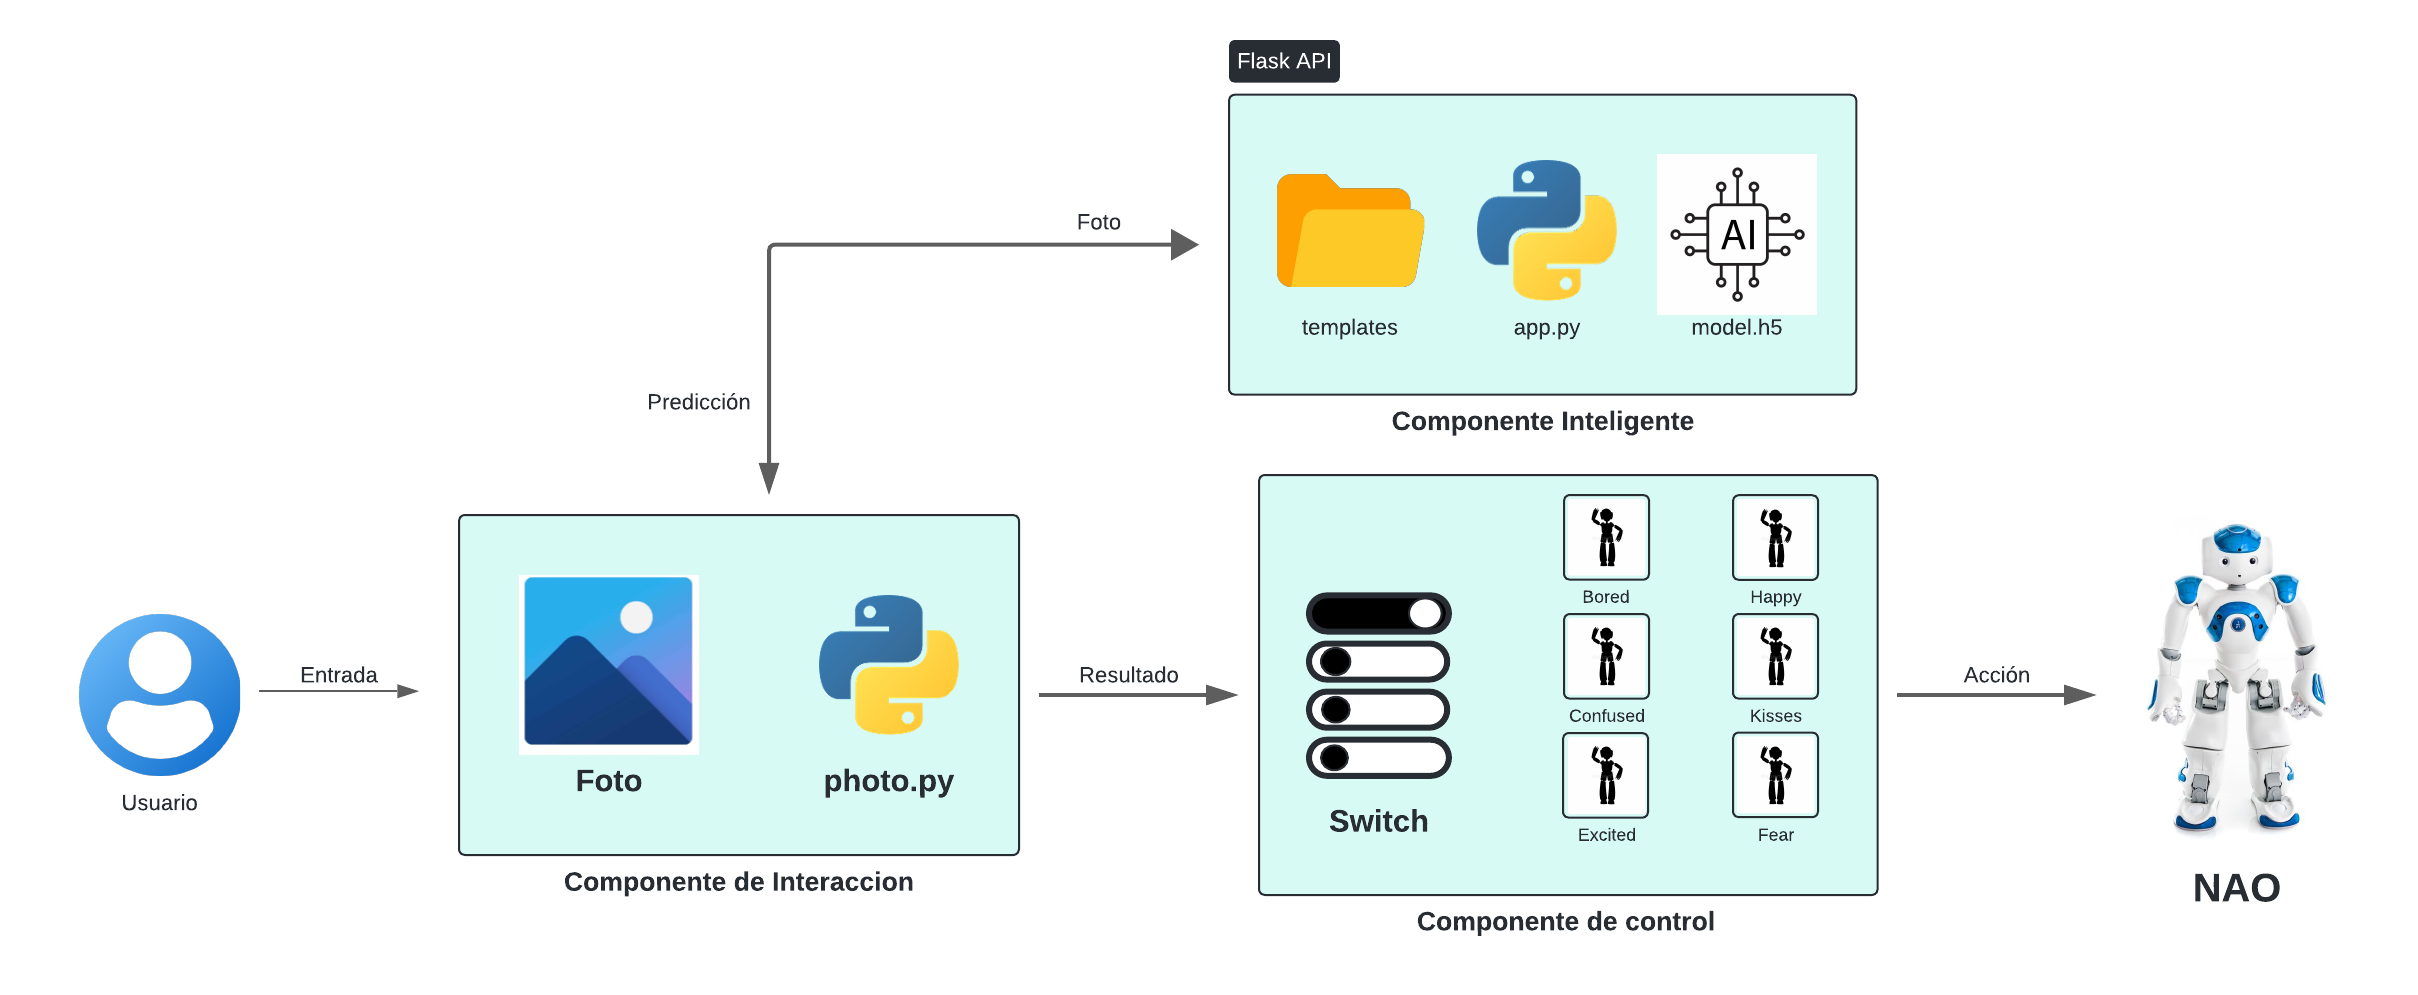 Flask API
Foto
templates
app.py
AI
model.h5
Predicción
Componente Inteligente
Usuario
Entrada
Foto
photo.py
Componente de Interaccion
Resultado
Switch
Bored
Happy
Confused
Kisses
Excited
Fear
Componente de control
Acción
NAO